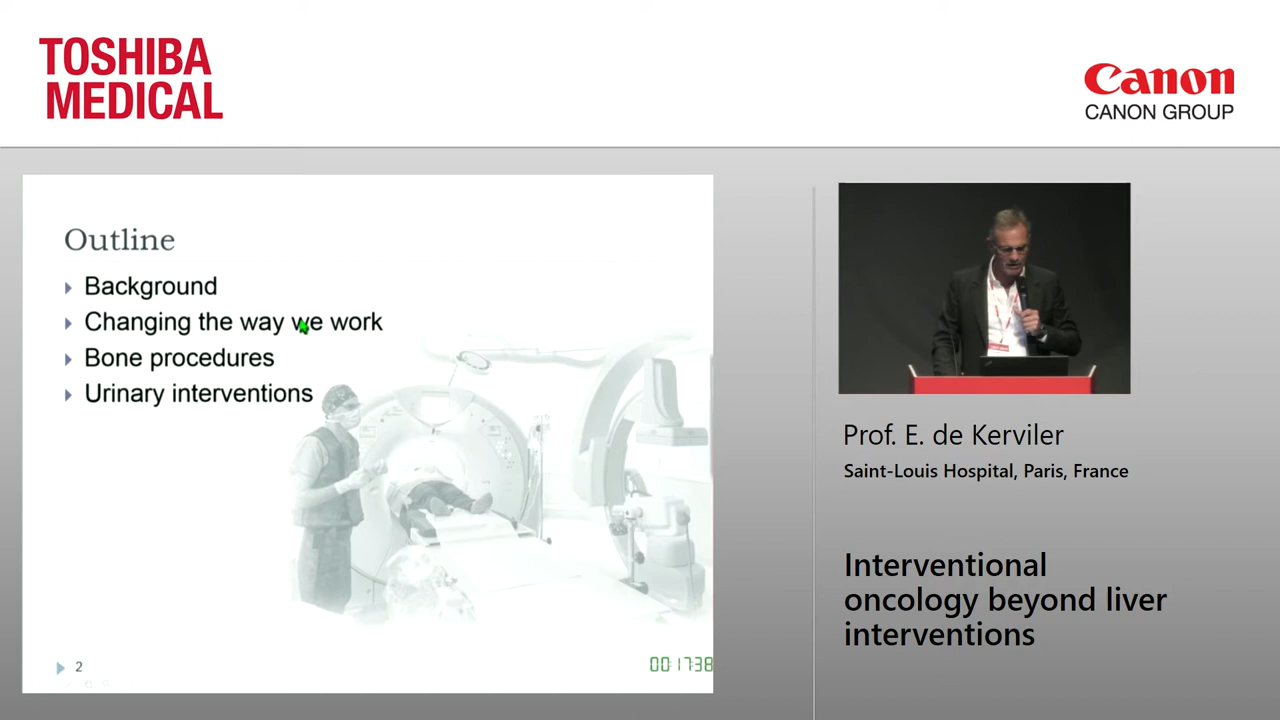 TOSHIBA
MEDICAL
Canon
CANON GROUP
Outline
Background
Changing the way we work
Bone procedures
Urinary interventions
2
00:17:38
Prof. E. de Kerviler
Saint-Louis Hospital, Paris, France
Interventional
oncology beyond liver
interventions